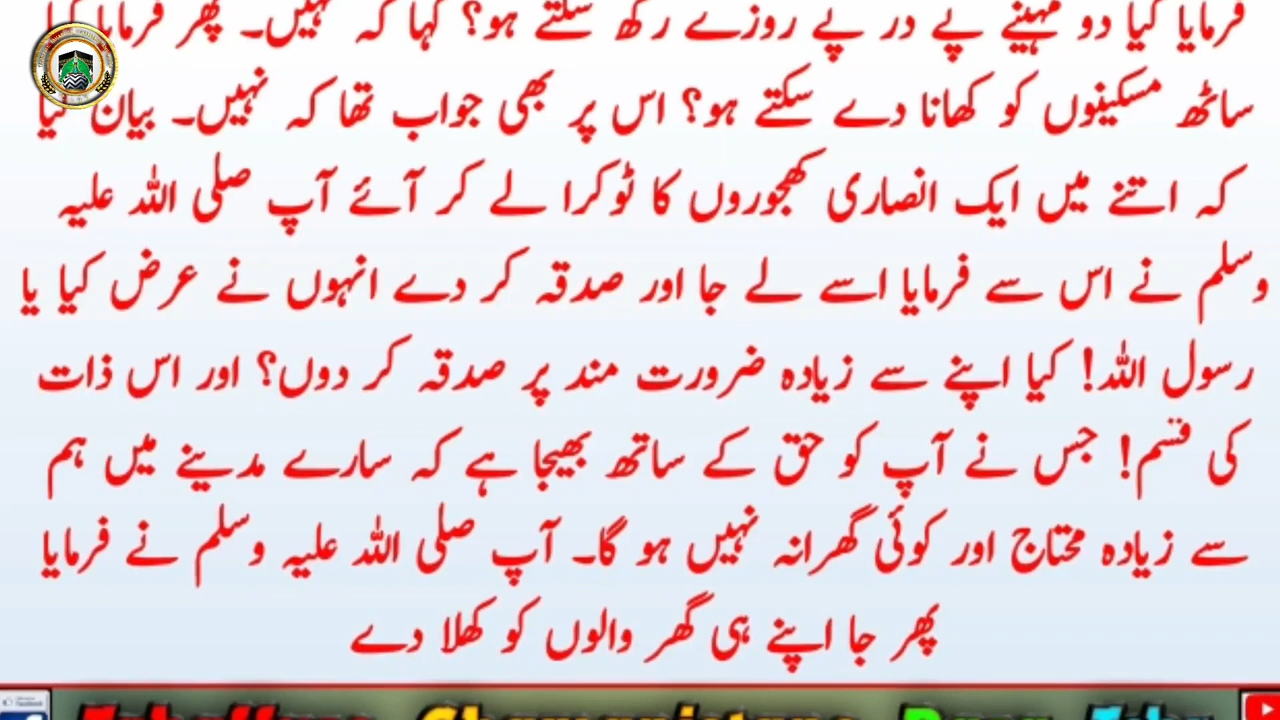 فرمایا کیا دو مہینے پے در پے روزے رکھ سکتے ہو؟ کہا کہ نہیں۔ پھر فرمایا کیا
ساٹھ مسکینوں کو کھانا دے سکتے ہو؟ اس پر بھی جواب تھا کہ نہیں۔ بیان کیا
کہ اتنے میں ایک انصاری کھجوروں کا ٹوکرا لے کر آئے آپ صلی اللہ علیہ
وسلم نے اس سے فرمایا اسے لے جا اور صدقہ کر دے انہوں نے عرض کیا یا
رسول اللہ! کیا اپنے سے زیادہ ضرورت مند پر صدقہ کر دوں؟ اور اس ذات
کی قسم! جس نے آپ کو حق کے ساتھ بھیجا ہے کہ سارے مدینے میں ہم
سے زیادہ محتاج اور کوئی گھرانہ نہیں ہو گا۔ آپ صلی اللہ علیہ وسلم نے فرمایا
پھر جا اپنے ہی گھر والوں کو کھلا دے